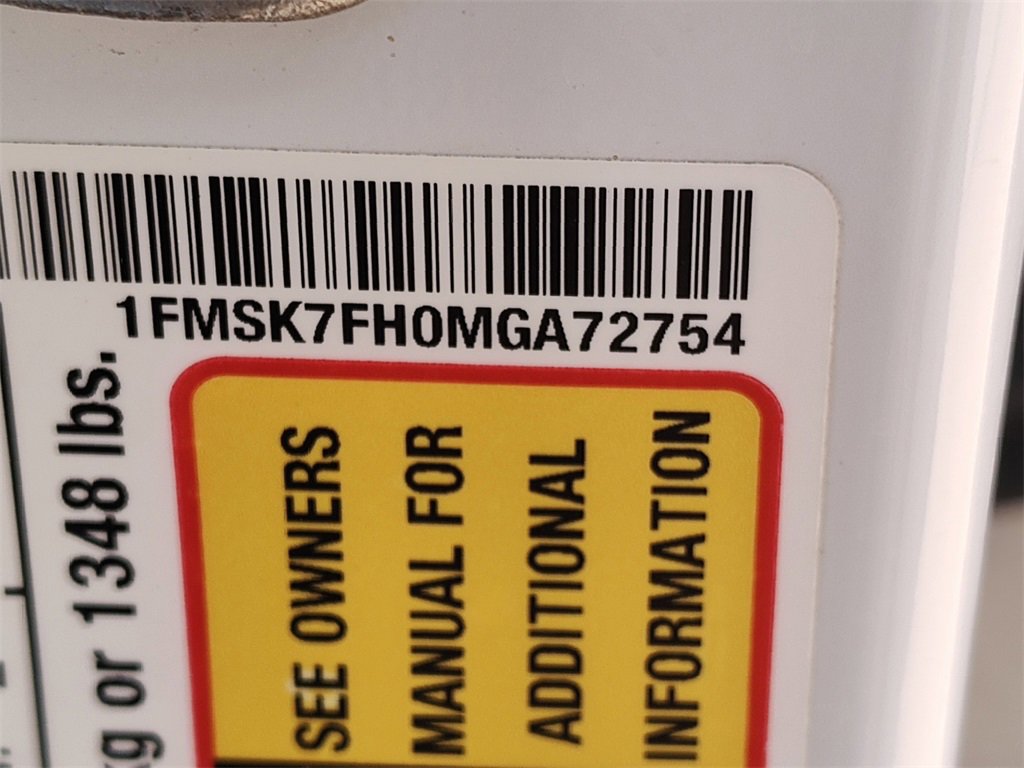 1FMSK7FH0MGA72754
kg or 1348 lbs.
SEE OWNERS
MANUAL FOR
ADDITIONAL
INFORMATION